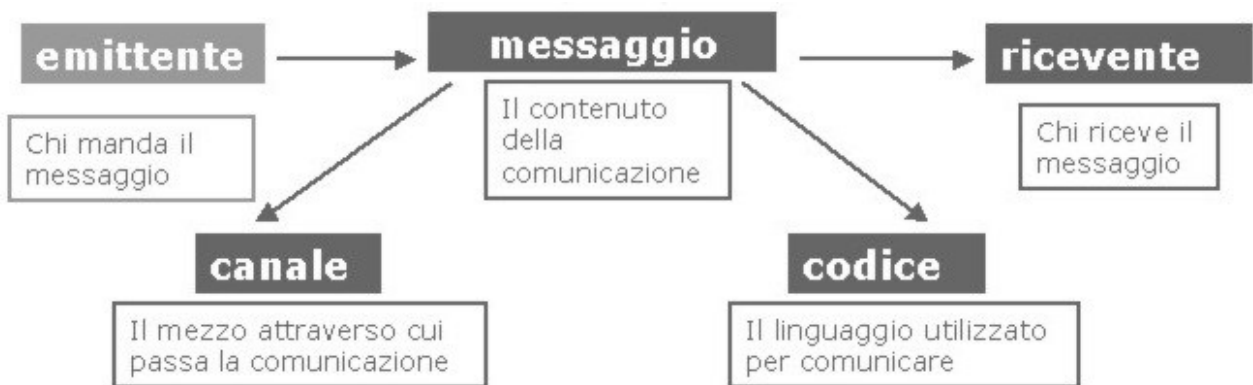 emittente
messaggio
ricevente
Chi manda il
messaggio
Il contenuto
della
comunicazione
Chi riceve il
messaggio
canale
codice
Il mezzo attraverso cui
passa la comunicazione
Il linguaggio utilizzato
per comunicare